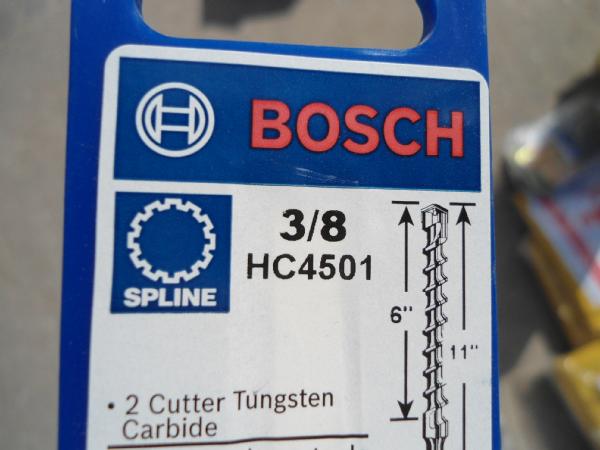 BOSCH
3/8
HC4501
SPLINE
6"
11"
• 2 Cutter Tungsten
Carbide